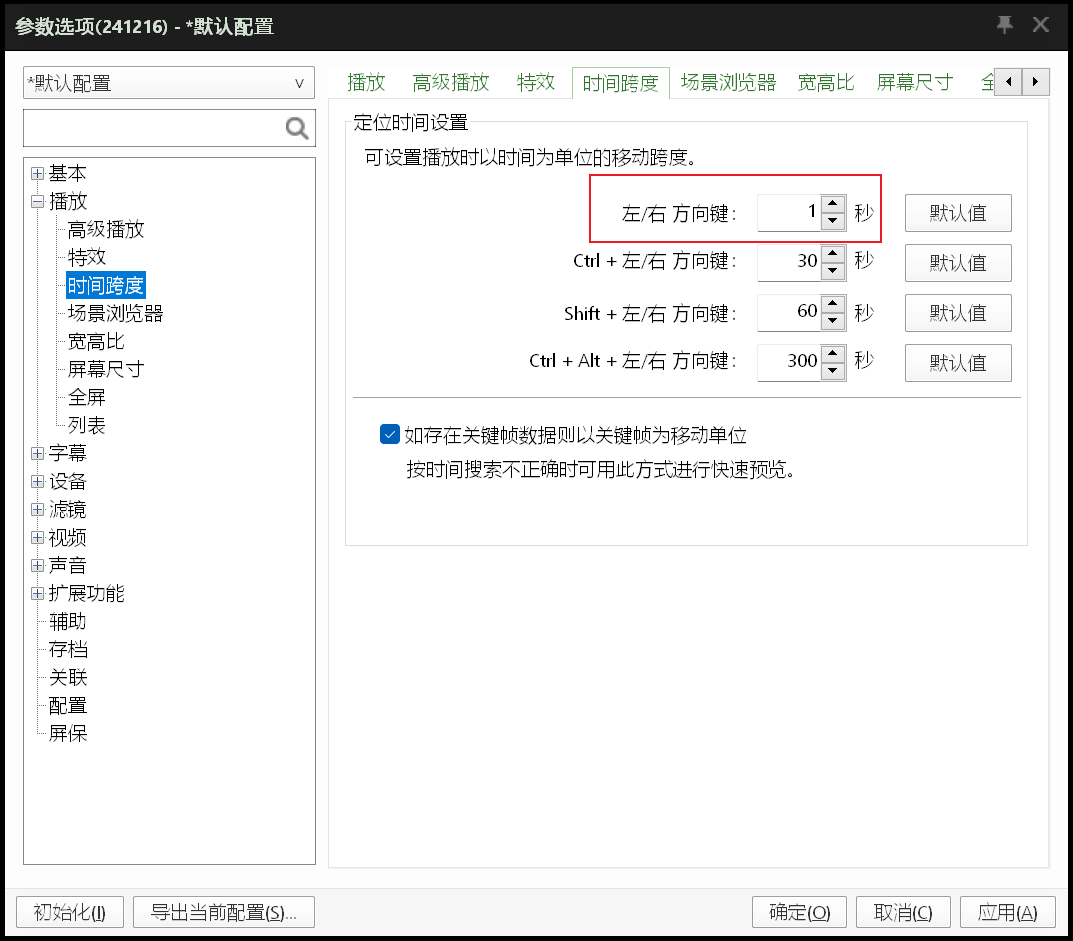 参数选项(241216) - *默认配置
*默认配置
播放 高级播放 特效 时间跨度 场景浏览器 宽高比 屏幕尺寸 全
基本
播放
高级播放
特效
时间跨度
场景浏览器
宽高比
屏幕尺寸
全屏
列表
字幕
设备
滤镜
视频
声音
扩展功能
辅助
存档
关联
配置
屏保
定位时间设置
可设置播放时以时间为单位的移动跨度。
左/右 方向键: 1 秒 默认值
Ctrl + 左/右 方向键: 30 秒 默认值
Shift + 左/右 方向键: 60 秒 默认值
Ctrl + Alt + 左/右 方向键: 300 秒 默认值
如存在关键帧数据则以关键帧为移动单位
按时间搜索不正确时可用此方式进行快速预览。
初始化(I) 导出当前配置(S)... 确定(O) 取消(C) 应用(A)